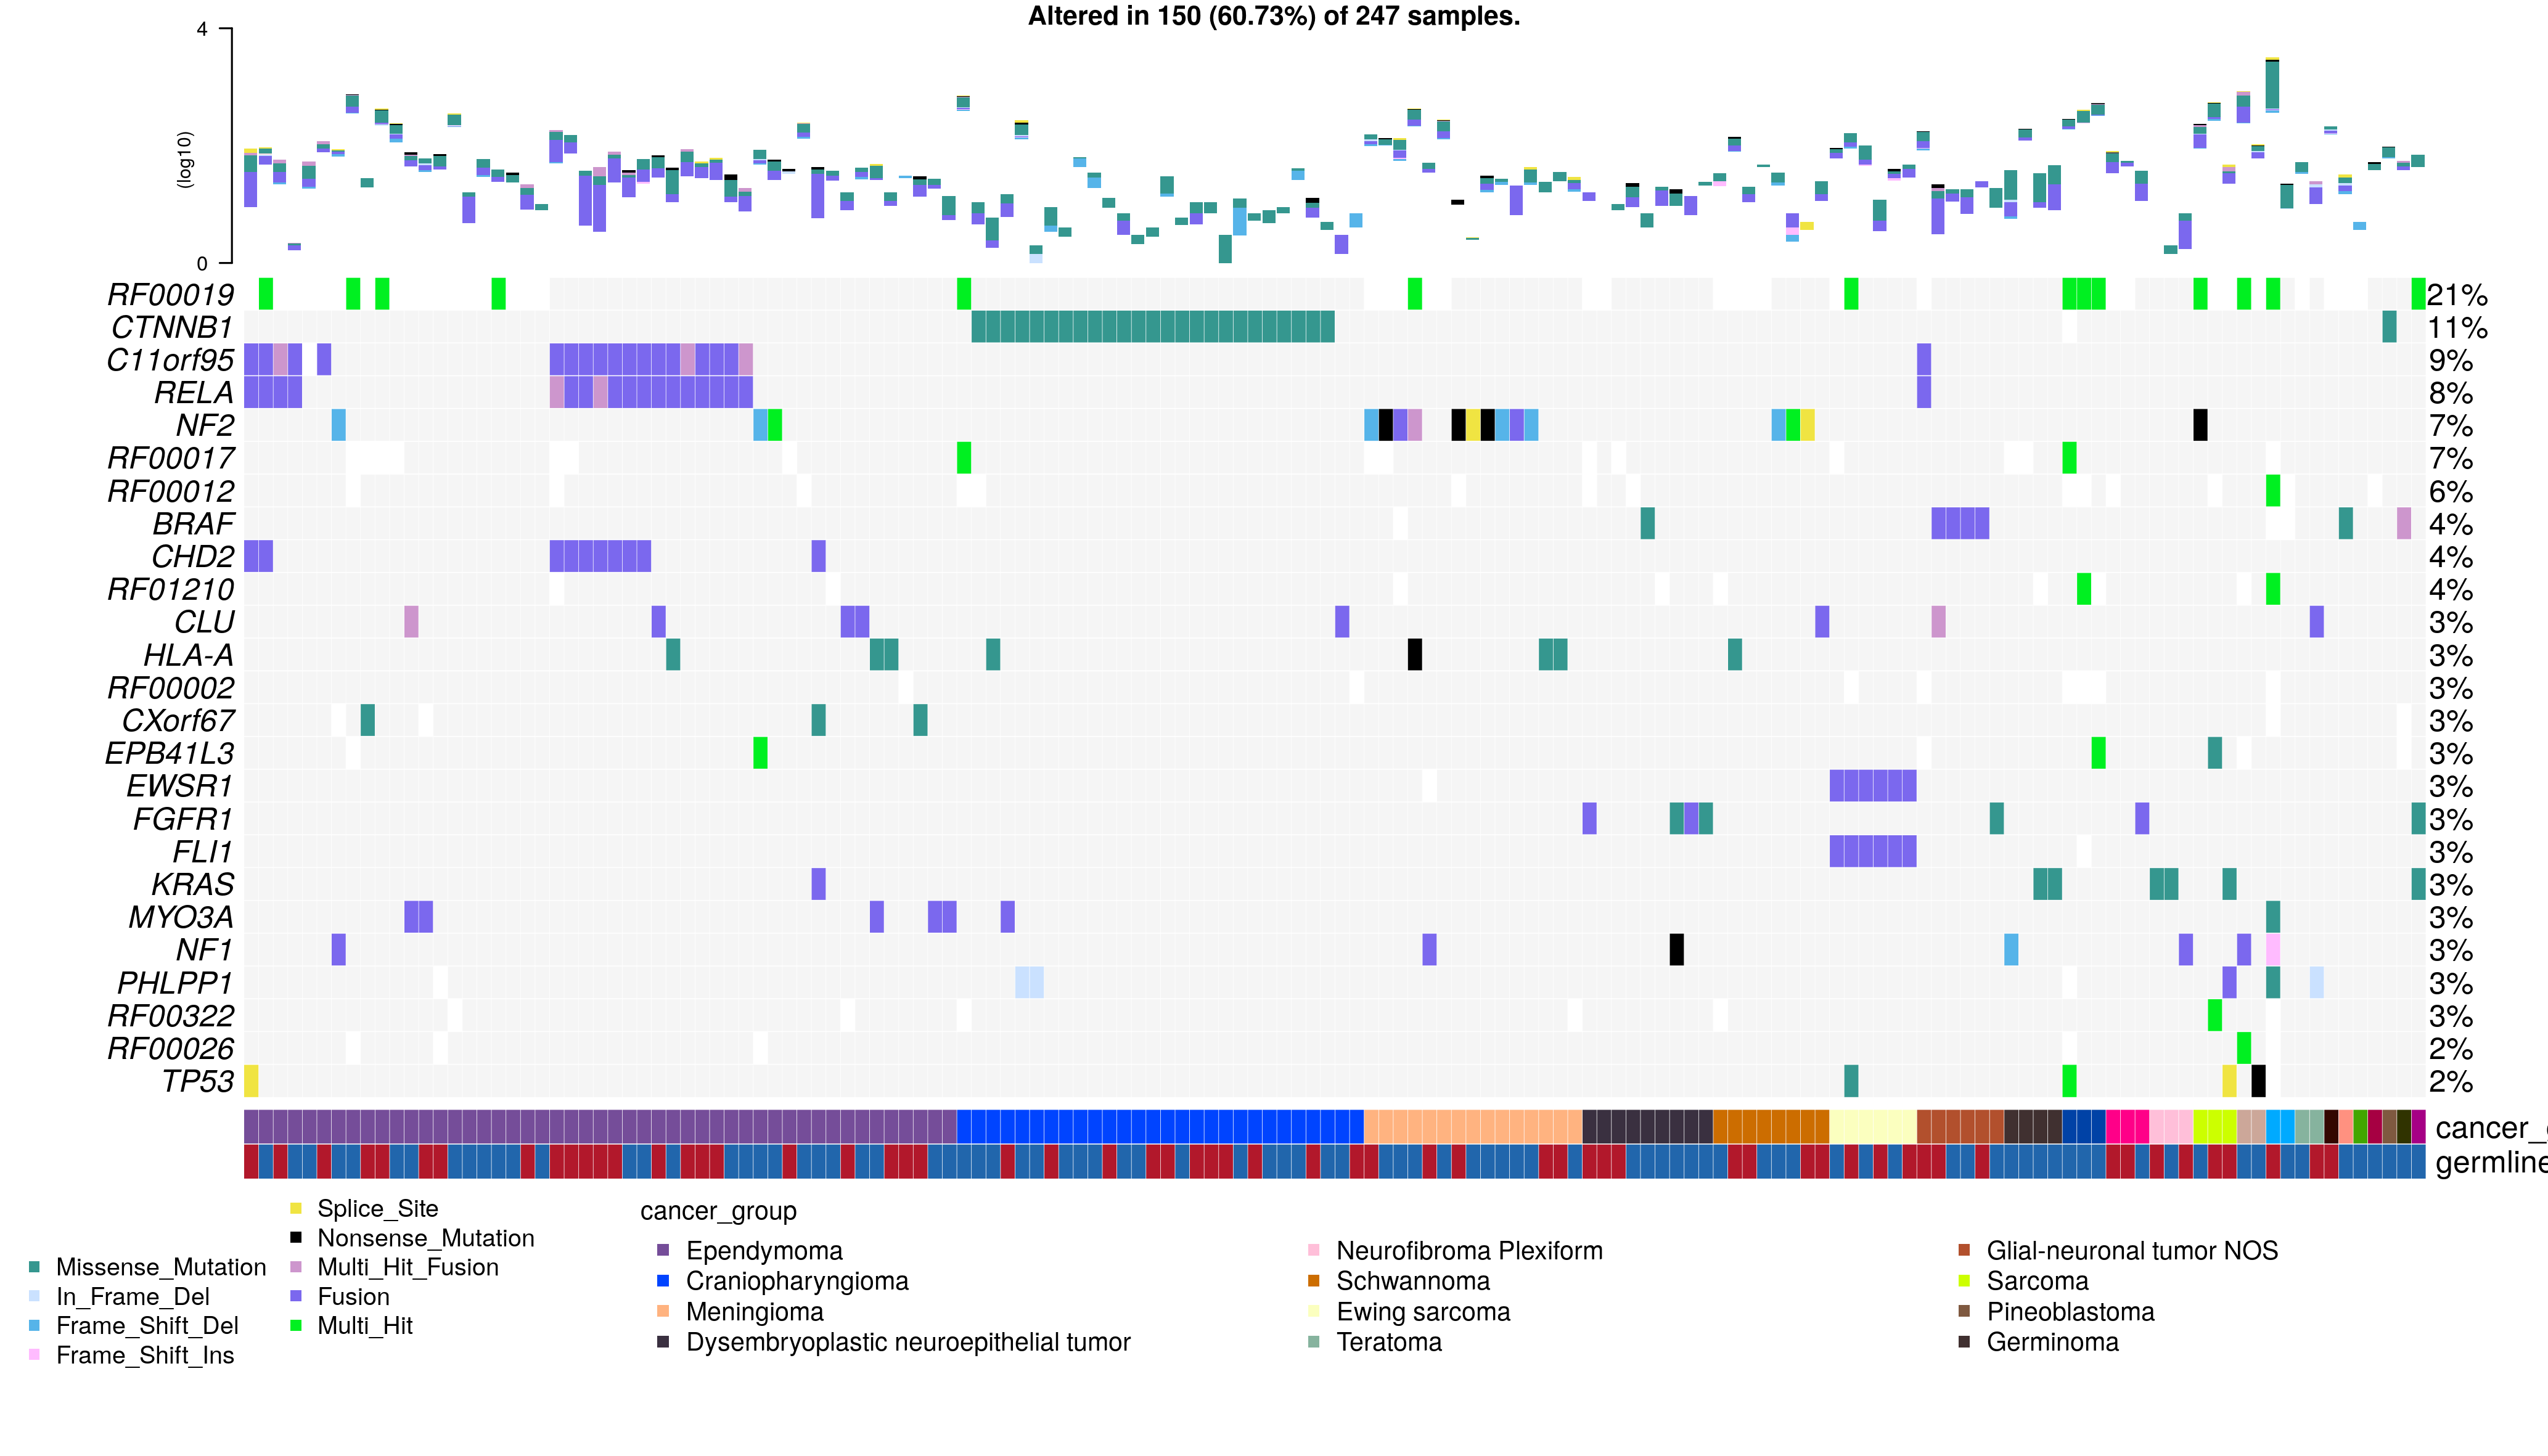 Altered in 150 (60.73%) of 247 samples.
4
(log10)
0
RF00019 21%
CTNNB1 11%
C11orf95 9%
RELA 8%
NF2 7%
RF00017 7%
RF00012 6%
BRAF 4%
CHD2 4%
RF01210 4%
CLU 3%
HLA-A 3%
RF00002 3%
CXorf67 3%
EPB41L3 3%
EWSR1 3%
FGFR1 3%
FLI1 3%
KRAS 3%
MYO3A 3%
NF1 3%
PHLPP1 3%
RF00322 3%
RF00026 2%
TP53 2%
cancer_
germline
Missense_Mutation
In_Frame_Del
Frame_Shift_Del
Frame_Shift_Ins
Splice_Site
Nonsense_Mutation
Multi_Hit_Fusion
Fusion
Multi_Hit
cancer_group
Ependymoma
Craniopharyngioma
Meningioma
Dysembryoplastic neuroepithelial tumor
Neurofibroma Plexiform
Schwannoma
Ewing sarcoma
Teratoma
Glial-neuronal tumor NOS
Sarcoma
Pineoblastoma
Germinoma